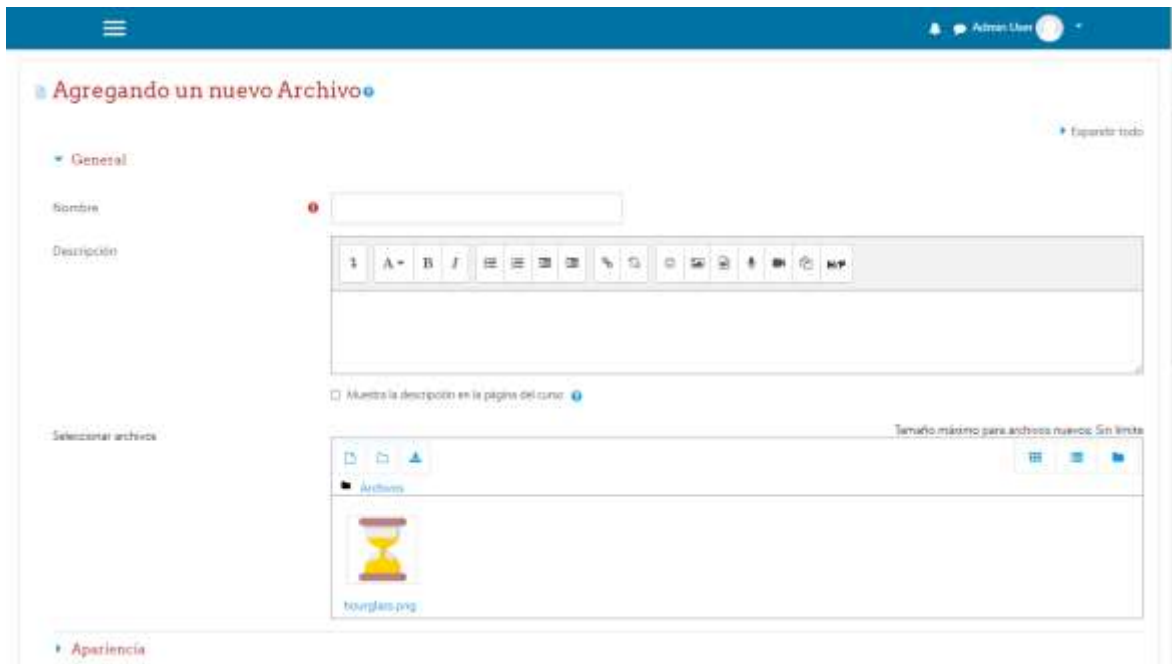 Admin User
Agregando un nuevo Archivo
Expandir todo
General
Nombre
Descripción
A B I
H-P
Muestra la descripción en la página del curso
Seleccionar archivos
Tamaño máximo para archivos nuevos: Sin límite
Archivos
hourglass.png
Apariencia